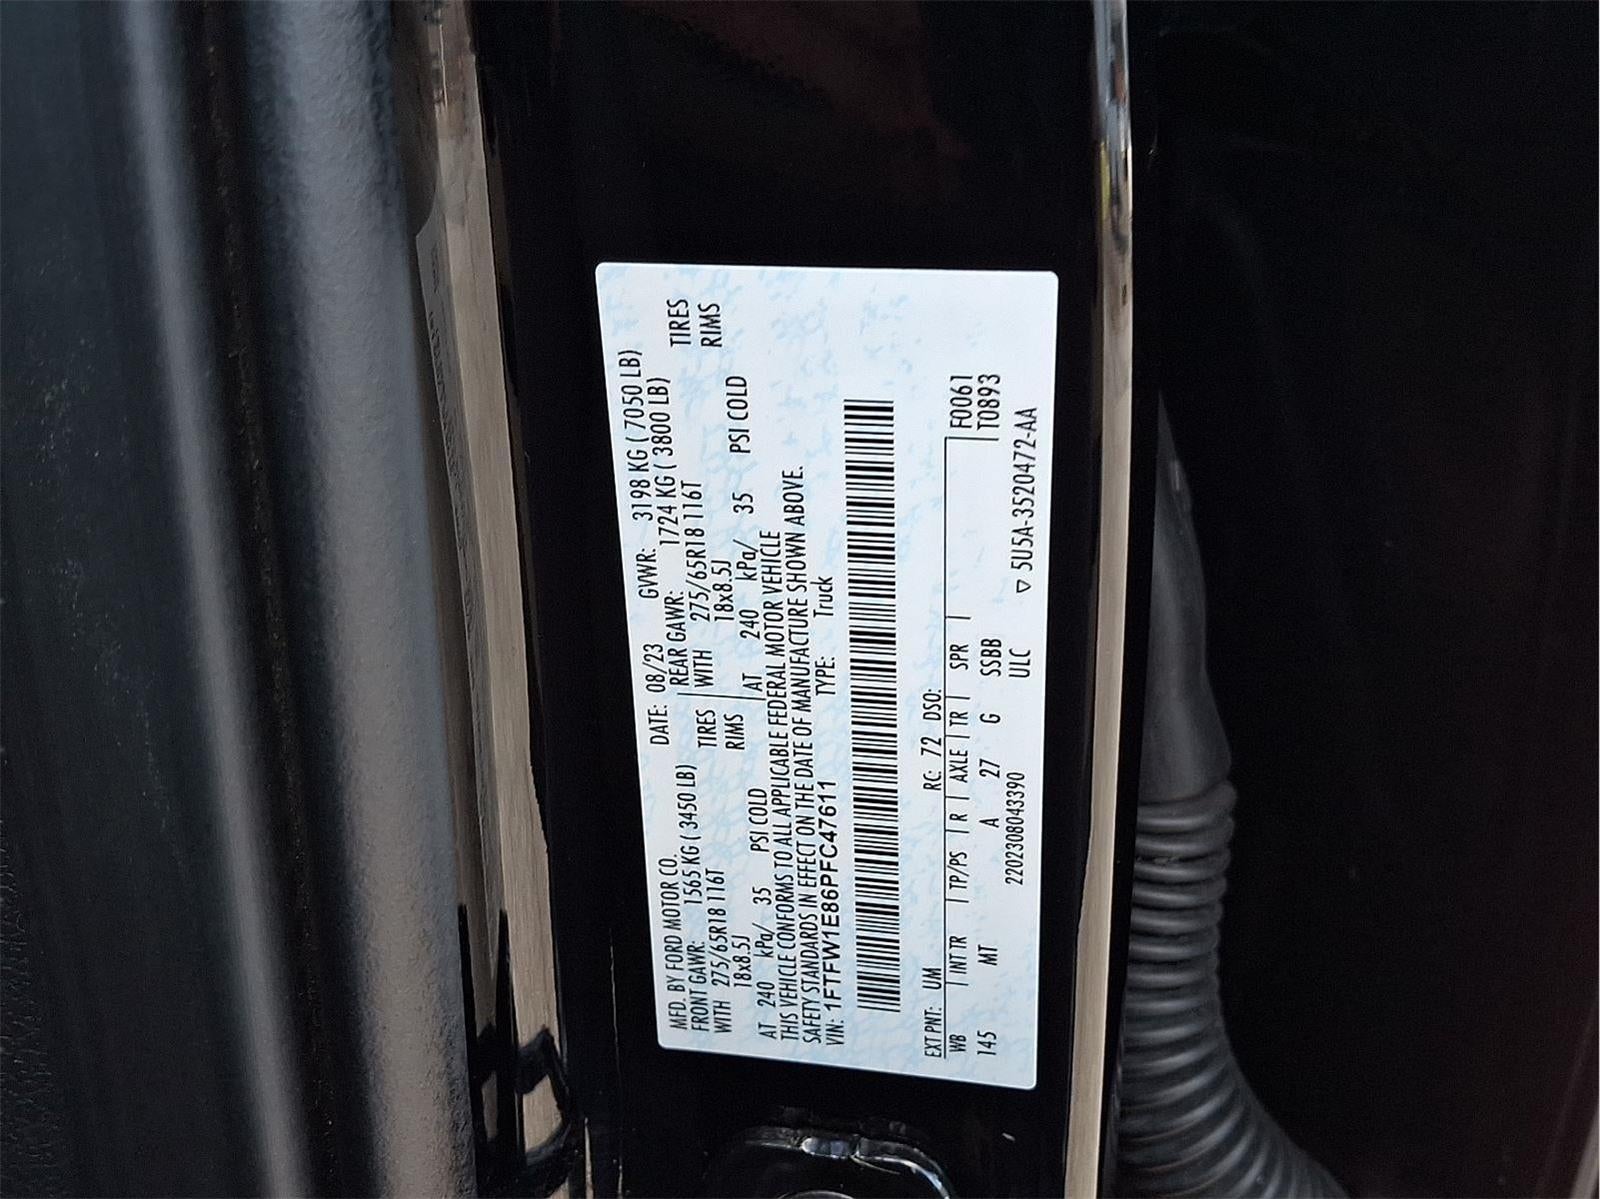 MFD. BY FORD MOTOR CO. DATE: 08/23 GVWR: 3198 KG ( 7050 LB)
FRONT GAWR: 1565 KG ( 3450 LB) REAR GAWR: 1724 KG ( 3800 LB)
WITH 275/65R18 116T TIRES WITH 275/65R18 116T TIRES
18x8.5J RIMS 18x8.5J RIMS
AT 240 kPa/ 35 PSI COLD AT 240 kPa/ 35 PSI COLD
THIS VEHICLE CONFORMS TO ALL APPLICABLE FEDERAL MOTOR VEHICLE
SAFETY STANDARDS IN EFFECT ON THE DATE OF MANUFACTURE SHOWN ABOVE.
VIN: 1FTFW1E86PFC47611 TYPE: Truck
EXT PNT: UM RC: 72 DSO: F0061
WB INT TR TP/PS R AXLE TR SPR T0893
145 MT A 27 G SSBB
2202308043390 ULC ▽ 5U5A-3520472-AA